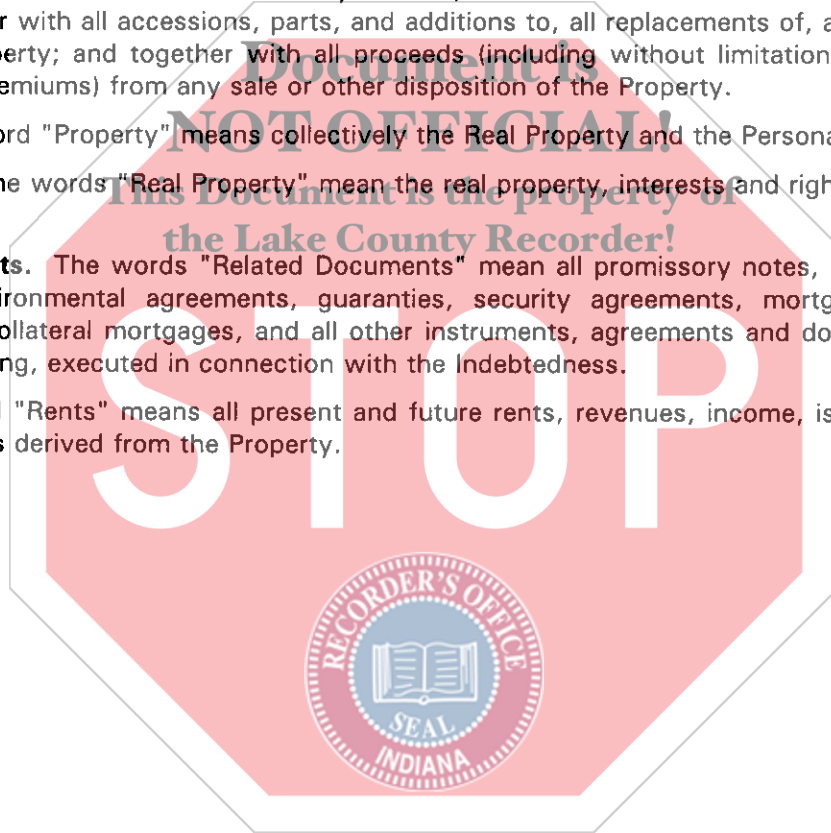 r with all accessions, parts, and additions to, all replacements of, a
erty; and together with all proceeds (including without limitation
emiums) from any sale or other disposition of the Property.
Document is
NOT OFFICIAL!
This Document is the property of
the Lake County Recorder!
ord "Property" means collectively the Real Property and the Persona
ne words "Real Property" mean the real property, interests and righ
ts. The words "Related Documents" mean all promissory notes,
ironmental agreements, guaranties, security agreements, mortg
ollateral mortgages, and all other instruments, agreements and do
ng, executed in connection with the Indebtedness.
"Rents" means all present and future rents, revenues, income, is
s derived from the Property.
STOP
RECORDER'S OFFICE
SEAL
INDIANA